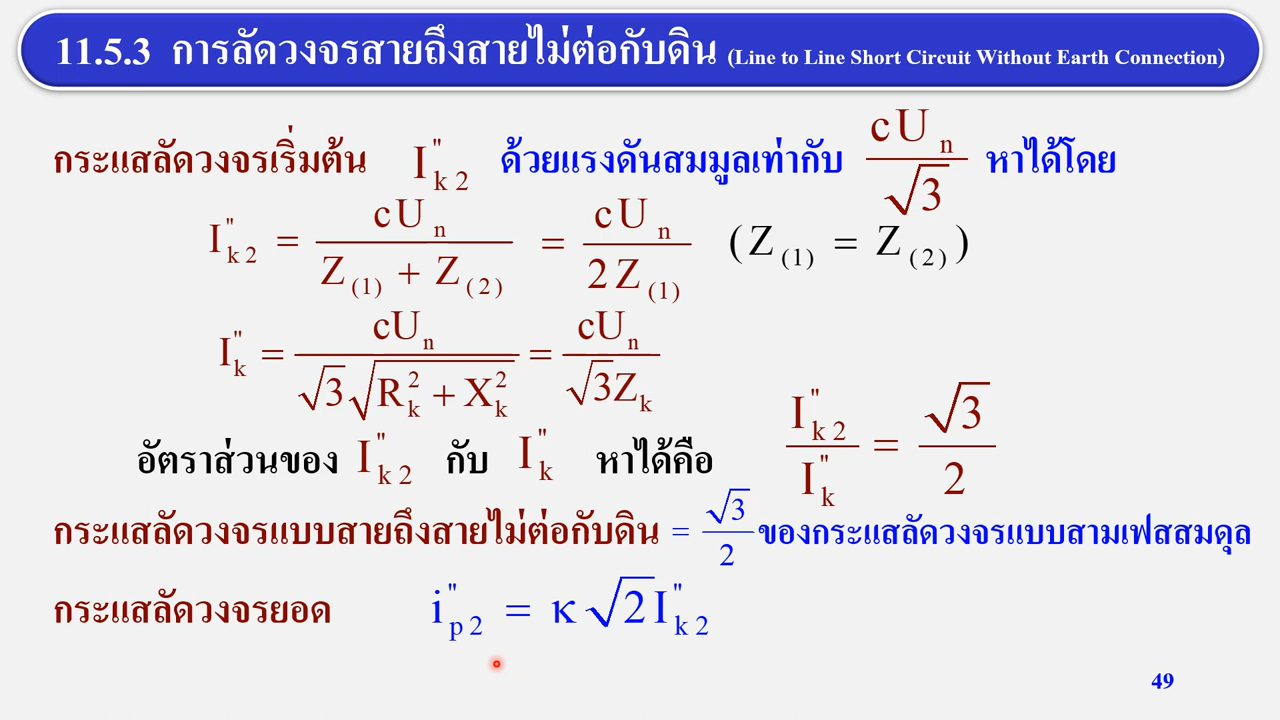 11.5.3 การลัดวงจรสายถึงสายไม่ต่อกับดิน (Line to Line Short Circuit Without Earth Connection)
กระแสลัดวงจรเริ่มต้น I"k2 ด้วยแรงดันสมมูลเท่ากับ cUn/√3 หาได้โดย
I"k2 = cUn/(Z(1) + Z(2)) = cUn/2Z(1) (Z(1) = Z(2))
I"k = cUn/(√3√(R²k + X²k)) = cUn/√3Zk
อัตราส่วนของ I"k2 กับ I"k หาได้คือ I"k2/I"k = √3/2
กระแสลัดวงจรแบบสายถึงสายไม่ต่อกับดิน = √3/2 ของกระแสลัดวงจรแบบสามเฟสสมดุล
กระแสลัดวงจรยอด i"p2 = κ√2I"k2
49